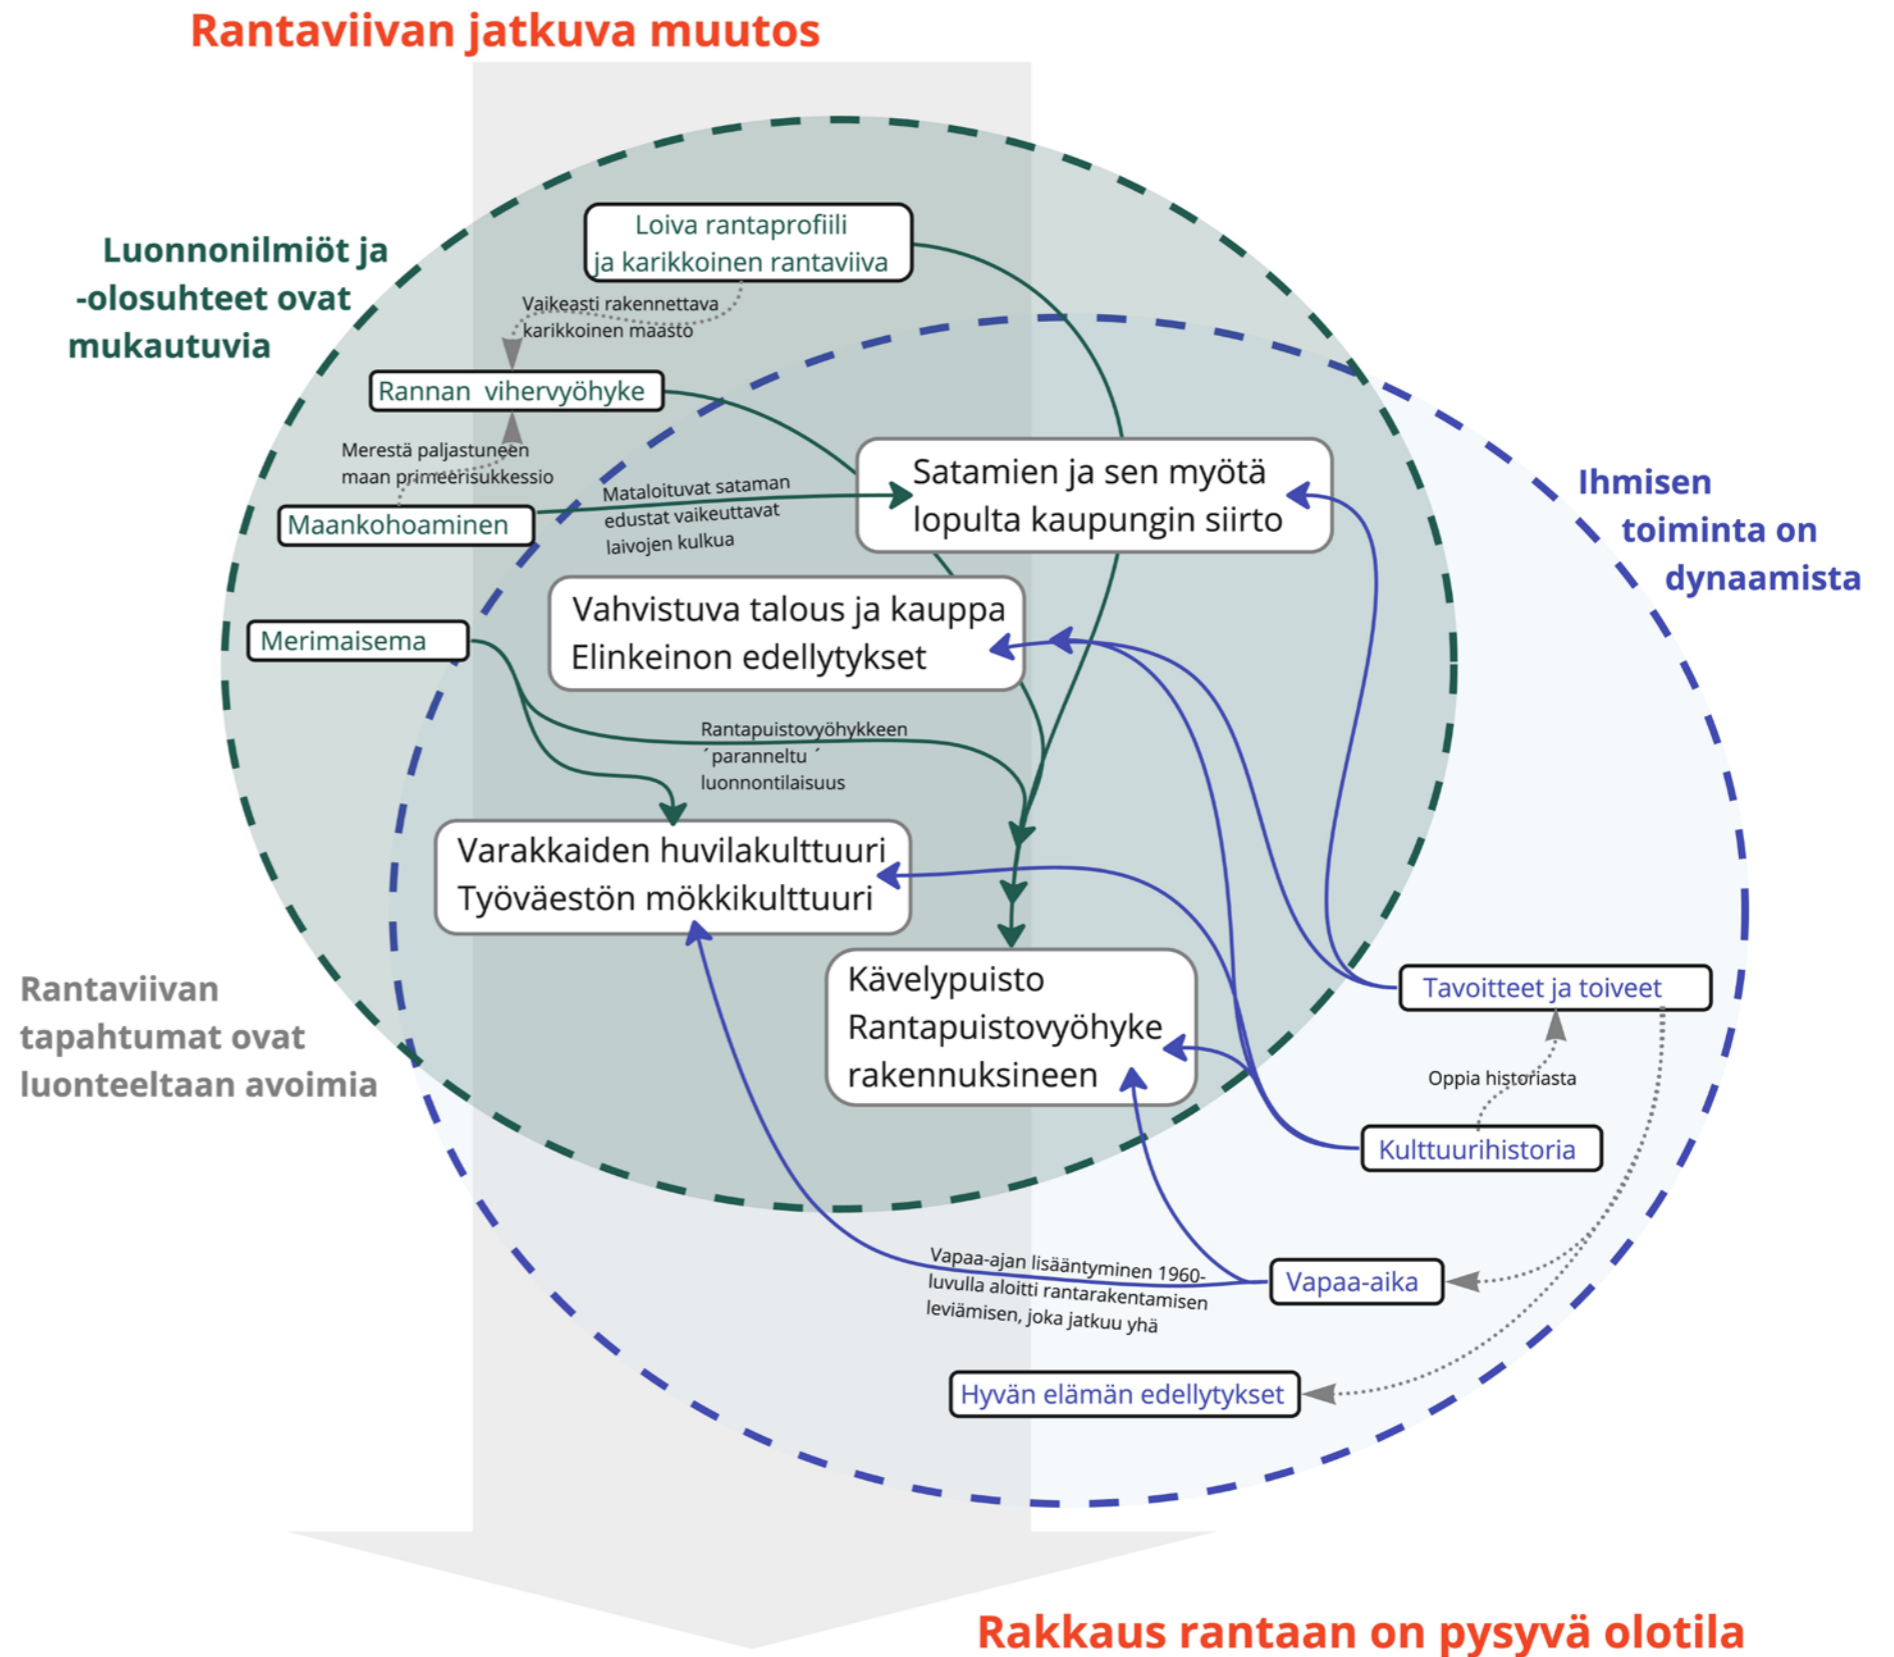 Rantaviivan jatkuva muutos
Luonnonilmiöt ja
-olosuhteet ovat
mukautuvia
Loiva rantaprofiili
ja karikkoinen rantaviiva
Vaikeasti rakennettava
karikkoinen maasto
Rannan vihervyöhyke
Merestä paljastuneen
maan primeerisukkessio
Maankohoaminen
Mataloituvat sataman
edustat vaikeuttavat
laivojen kulkua
Satamien ja sen myötä
lopulta kaupungin siirto
Ihmisen
toiminta on
dynaamista
Vahvistuva talous ja kauppa
Elinkeinon edellytykset
Merimaisema
Rantapuistovyöhykkeen
´paranneltu ´
luonnontilaisuus
Varakkaiden huvilakulttuuri
Työväestön mökkikulttuuri
Kävelypuisto
Rantapuistovyöhyke
rakennuksineen
Rantaviivan
tapahtumat ovat
luonteeltaan avoimia
Tavoitteet ja toiveet
Oppia historiasta
Kulttuurihistoria
Vapaa-ajan lisääntyminen 1960-
luvulla aloitti rantarakentamisen
leviämisen, joka jatkuu yhä
Vapaa-aika
Hyvän elämän edellytykset
Rakkaus rantaan on pysyvä olotila